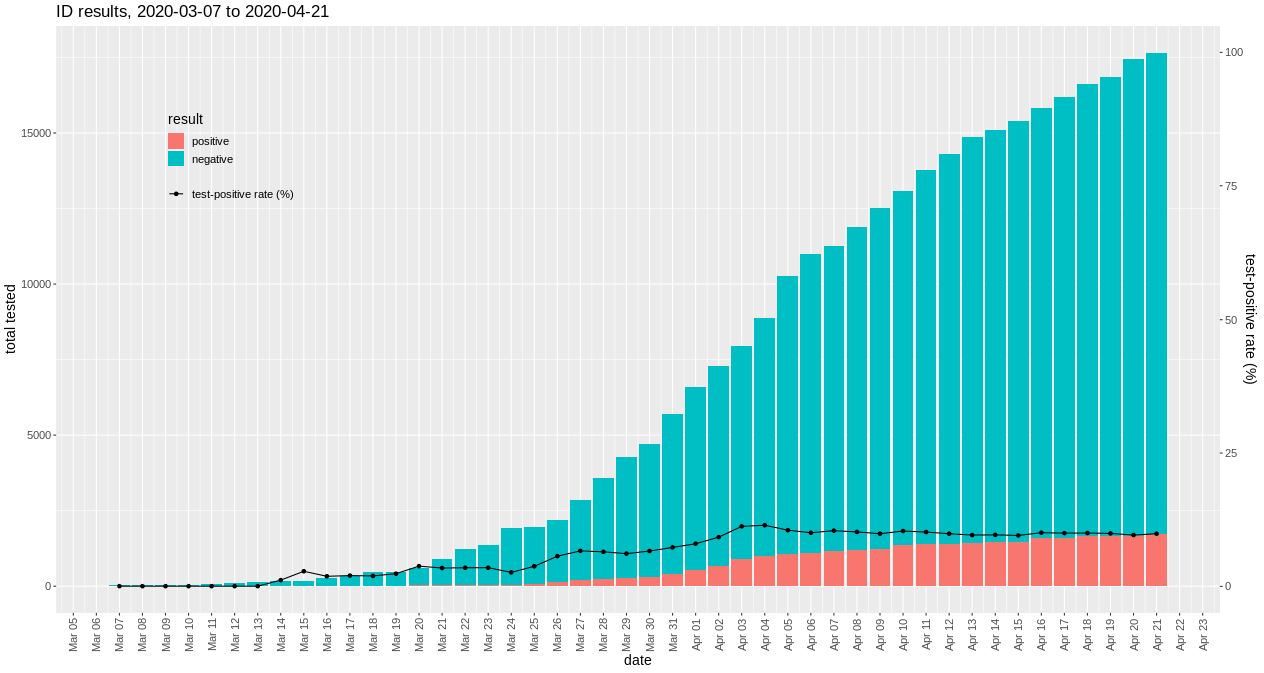 ID results, 2020-03-07 to 2020-04-21
result
positive
negative
test-positive rate (%)
total tested
15000
10000
5000
0
100
75
50
25
0
test-positive rate (%)
Mar 05
Mar 06
Mar 07
Mar 08
Mar 09
Mar 10
Mar 11
Mar 12
Mar 13
Mar 14
Mar 15
Mar 16
Mar 17
Mar 18
Mar 19
Mar 20
Mar 21
Mar 22
Mar 23
Mar 24
Mar 25
Mar 26
Mar 27
Mar 28
Mar 29
Mar 30
Mar 31
Apr 01
Apr 02
Apr 03
Apr 04
Apr 05
Apr 06
Apr 07
Apr 08
Apr 09
Apr 10
Apr 11
Apr 12
Apr 13
Apr 14
Apr 15
Apr 16
Apr 17
Apr 18
Apr 19
Apr 20
Apr 21
Apr 22
Apr 23
date